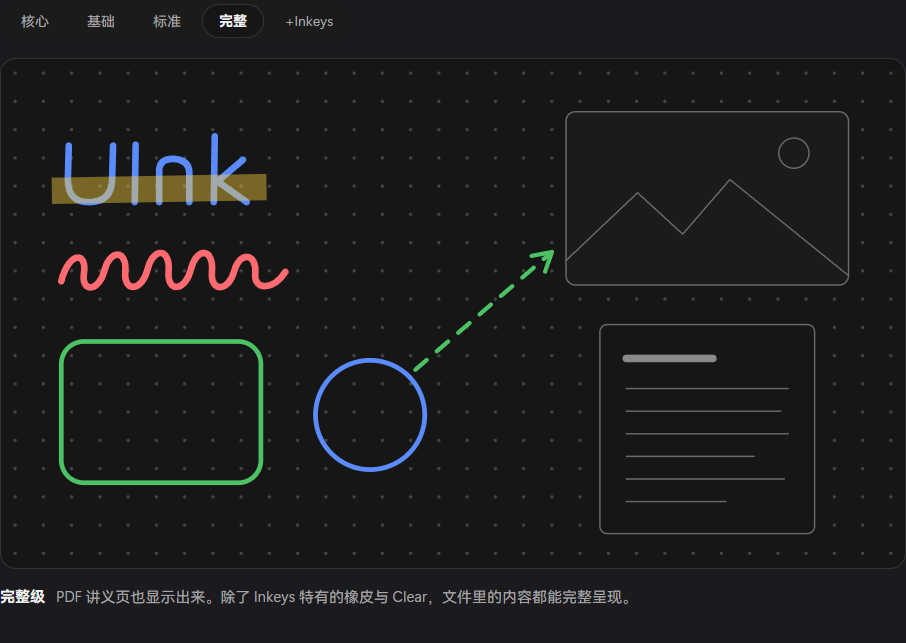 核心 基础 标准 完整 +Inkeys
UInk
完整级 PDF 讲义页也显示出来。除了 Inkeys 特有的橡皮与 Clear，文件里的内容都能完整呈现。